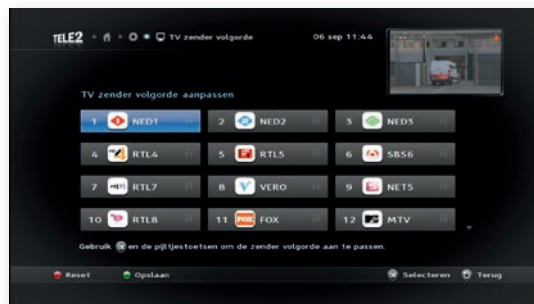 TELE2 TV zender volgorde 06 sep 11:44
TV zender volgorde aanpassen
1 NED1 2 NED2 3 NED3
4 RTL4 5 RTL5 6 SBS6
7 RTL7 8 VERO 9 NET5
10 RTL8 11 FOX FOX 12 MTV
Gebruik OK en de pijltjestoetsen om de zender volgorde aan te passen.
Reset Opslaan Selecteren Terug